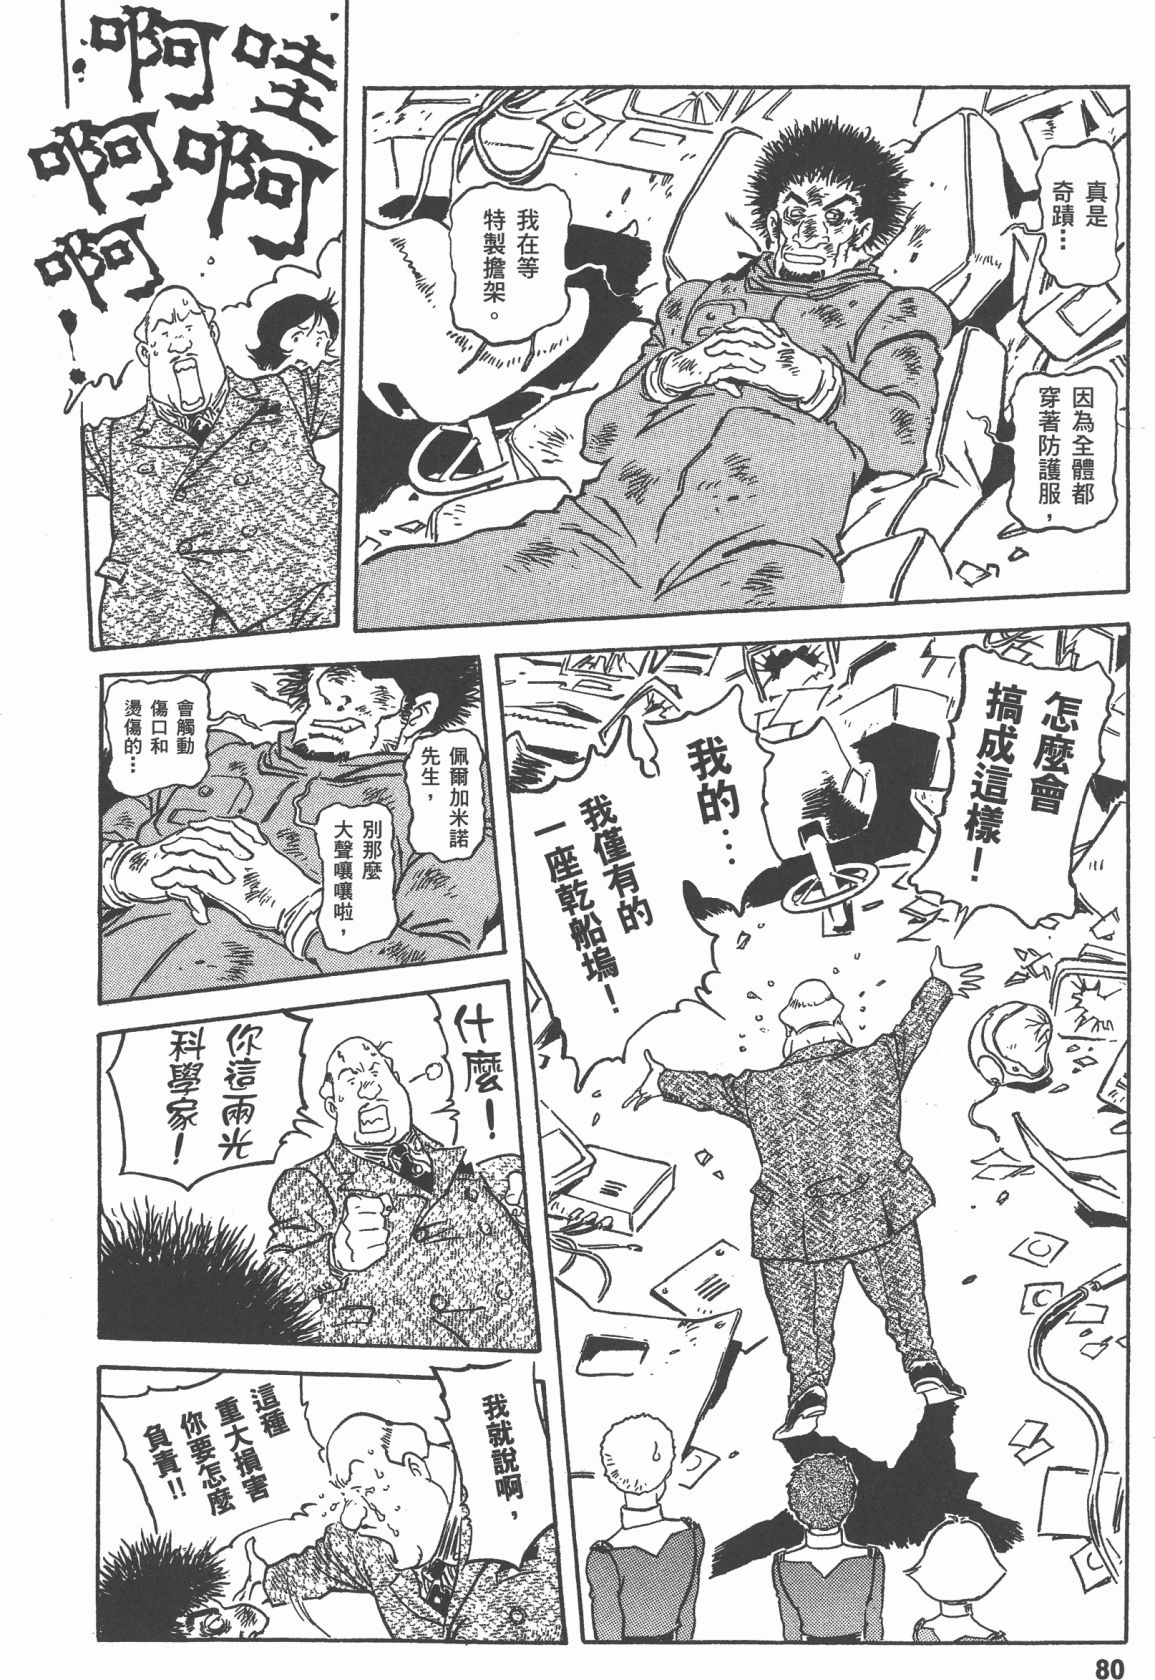 真是
奇蹟…
因為全體都
穿著防護服，
我在等
特製擔架。
哇
啊
啊
啊
啊
怎麼會
搞成這樣！
我的…
我僅有的
一座乾船塢！
佩爾加米諾
先生，
別那麼
大聲嚷嚷啦，
會觸動
傷口和
燙傷的…
什麼！
你這兩光
科學家！
我就說啊，
這種
重大損害
你要怎麼
負責！！
80